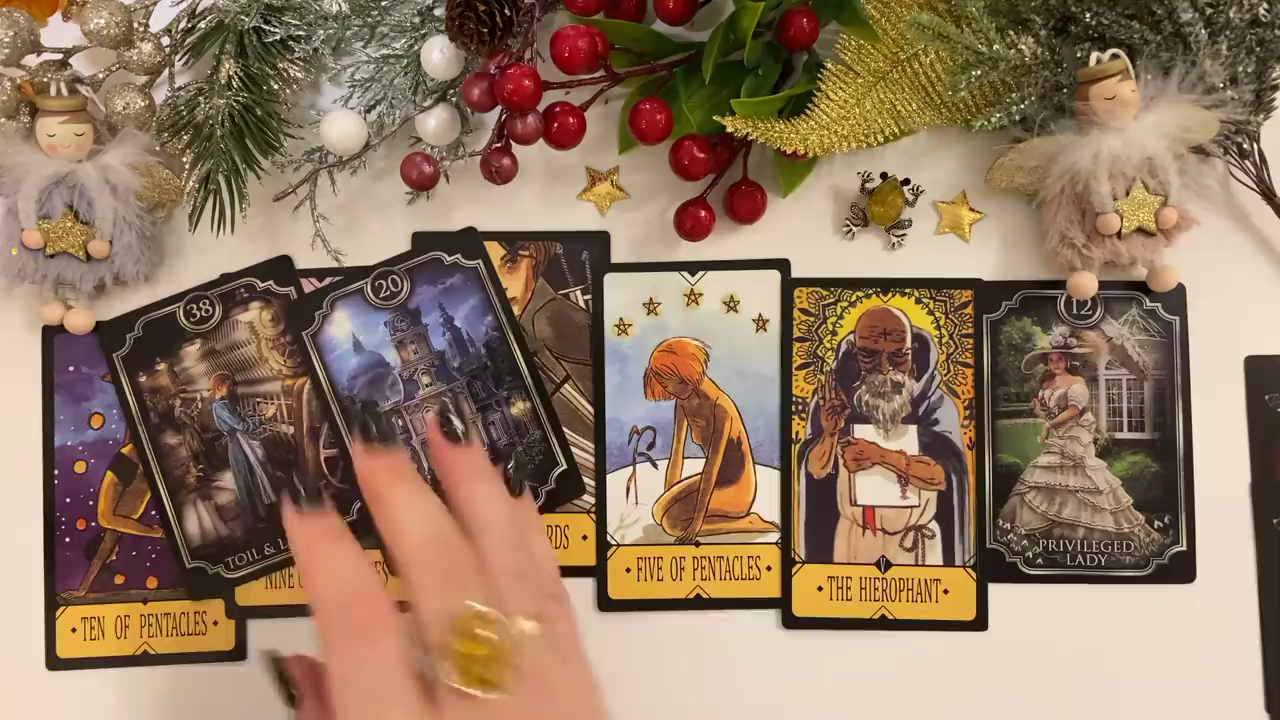 38
TOIL & L
20
12
PRIVILEGED
LADY
TEN OF PENTACLES
NINE
RDS
FIVE OF PENTACLES
V
THE HIEROPHANT